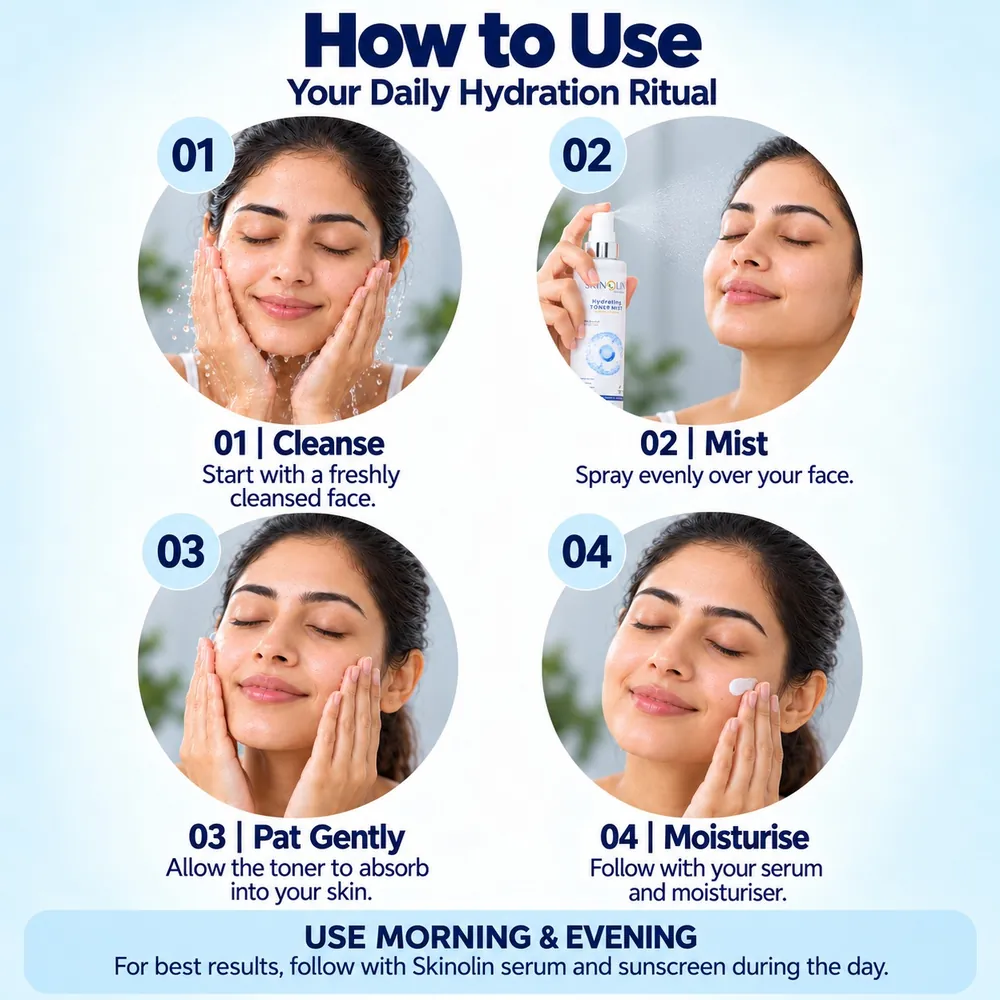 How to Use
Your Daily Hydration Ritual
01
02
SKINOLIN
Hydrating
TONER MIST
01 | Cleanse
Start with a freshly
cleansed face.
02 | Mist
Spray evenly over your face.
03
04
03 | Pat Gently
Allow the toner to absorb
into your skin.
04 | Moisturise
Follow with your serum
and moisturiser.
USE MORNING & EVENING
For best results, follow with Skinolin serum and sunscreen during the day.